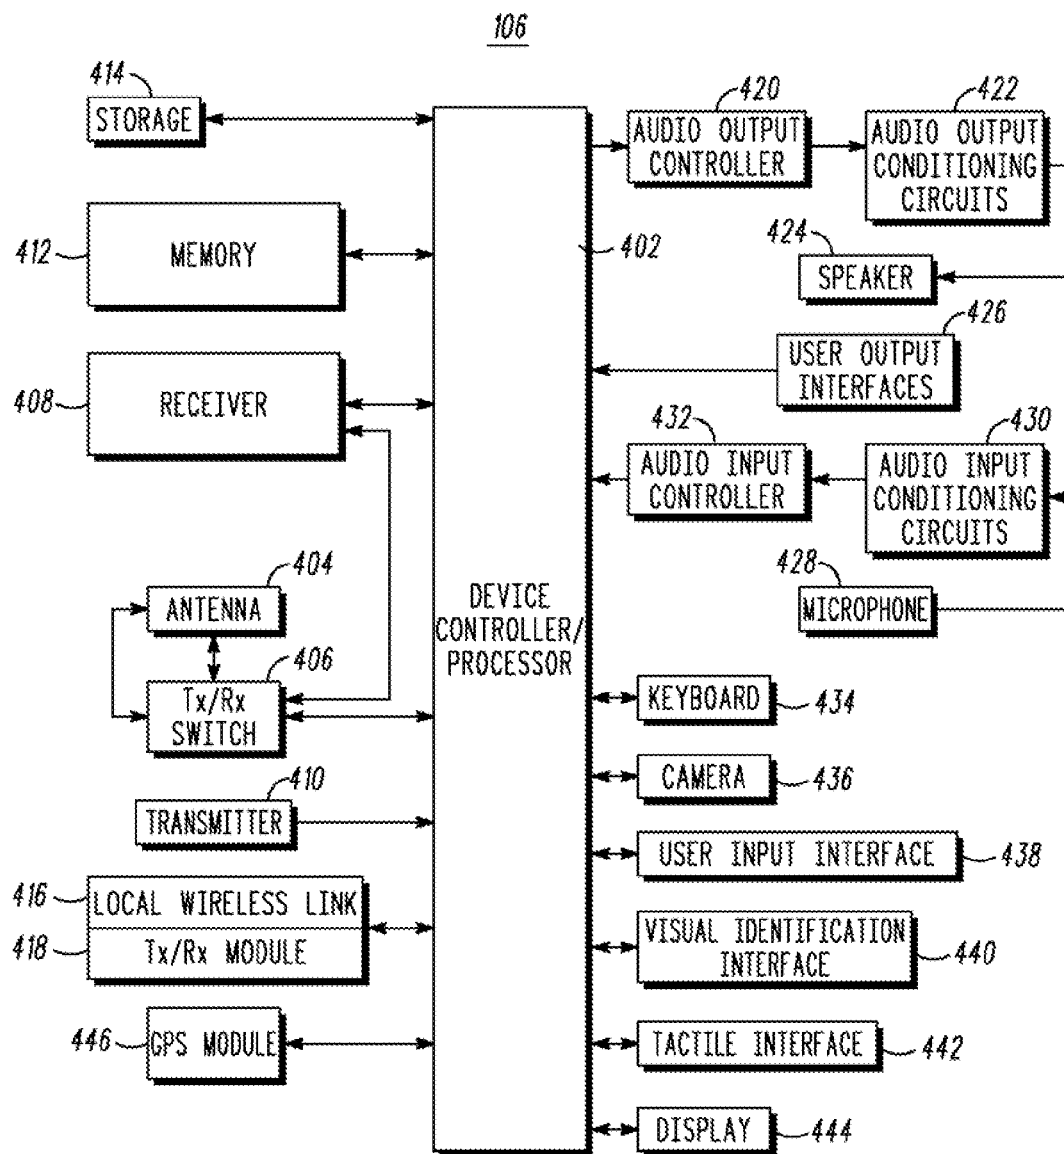 106
414
STORAGE
412
MEMORY
408
RECEIVER
404
ANTENNA
406
Tx/Rx
SWITCH
410
TRANSMITTER
416
LOCAL WIRELESS LINK
418
Tx/Rx MODULE
446
GPS MODULE
402
DEVICE
CONTROLLER/
PROCESSOR
420
AUDIO OUTPUT
CONTROLLER
422
AUDIO OUTPUT
CONDITIONING
CIRCUITS
424
SPEAKER
426
USER OUTPUT
INTERFACES
432
AUDIO INPUT
CONTROLLER
430
AUDIO INPUT
CONDITIONING
CIRCUITS
428
MICROPHONE
KEYBOARD
434
CAMERA
436
USER INPUT INTERFACE
438
VISUAL IDENTIFICATION
INTERFACE
440
TACTILE INTERFACE
442
DISPLAY
444